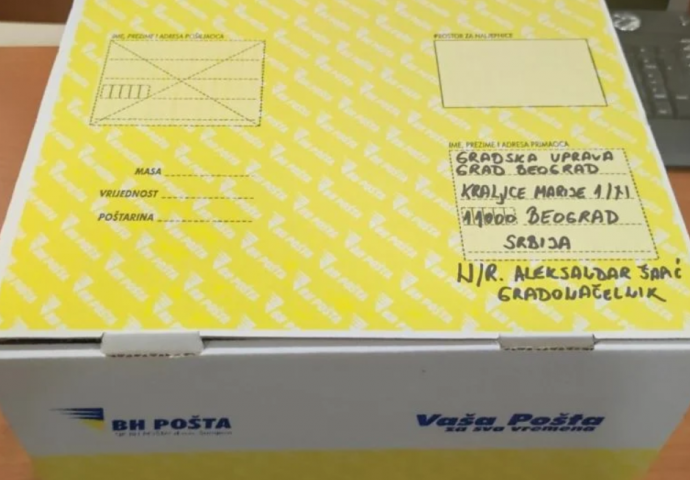 IME, PREZIME I ADRESA POŠILJAOCA
PROSTOR ZA NALJEPNICE
MASA
VRIJEDNOST
POŠTARINA
IME, PREZIME I ADRESA PRIMAOCA
GRADSKA UPRAVA
GRAD BEOGRAD
KRALJICE MARIJE 1/XI
11000 BEOGRAD
SRBIJA
N/R. ALEKSANDAR ŠAPIĆ
GRADONAČELNIK
BH POŠTA
Vaša Pošta
za sva vremena